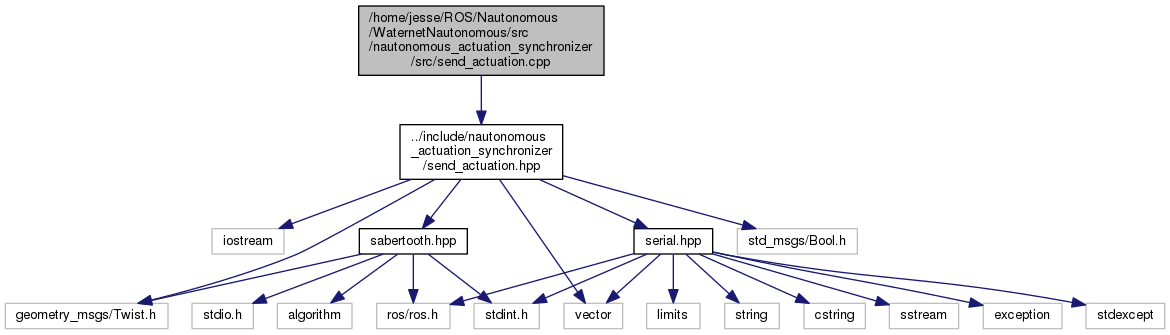 /home/jesse/ROS/Nautonomous
/WaternetNautonomous/src
/nautonomous_actuation_synchronizer
/src/send_actuation.cpp
../include/nautonomous
_actuation_synchronizer
/send_actuation.hpp
iostream
sabertooth.hpp
serial.hpp
std_msgs/Bool.h
geometry_msgs/Twist.h
stdio.h
algorithm
ros/ros.h
stdint.h
vector
limits
string
cstring
sstream
exception
stdexcept